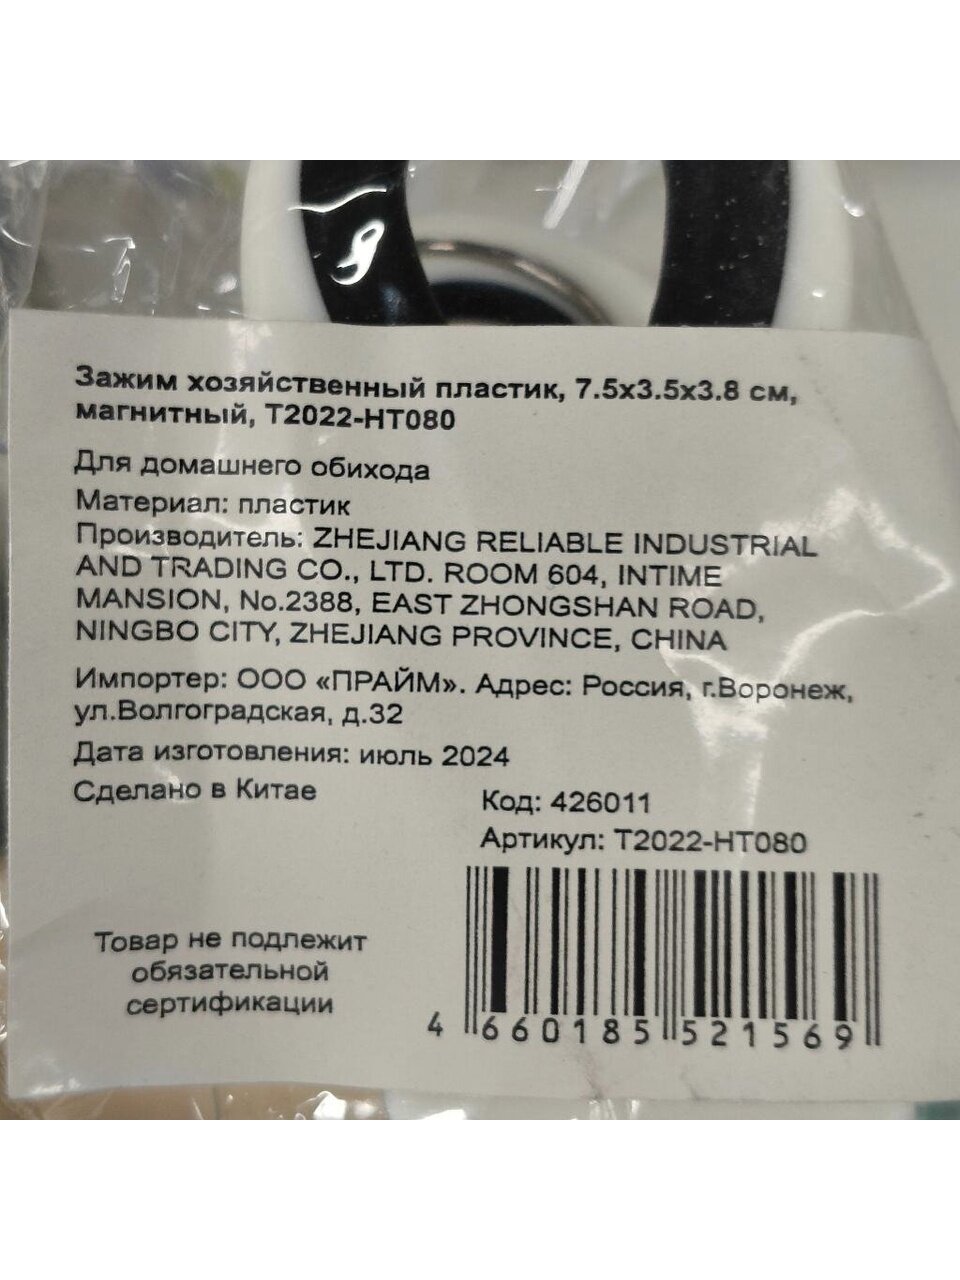 Зажим хозяйственный пластик, 7.5x3.5x3.8 см,
магнитный, T2022-HT080
Для домашнего обихода
Материал: пластик
Производитель: ZHEJIANG RELIABLE INDUSTRIAL
AND TRADING CO., LTD. ROOM 604, INTIME
MANSION, No.2388, EAST ZHONGSHAN ROAD,
NINGBO CITY, ZHEJIANG PROVINCE, CHINA
Импортер: ООО «ПРАЙМ». Адрес: Россия, г.Воронеж,
ул.Волгоградская, д.32
Дата изготовления: июль 2024
Сделано в Китае
Код: 426011
Артикул: T2022-HT080
Товар не подлежит
обязательной
сертификации
4 660185 521569